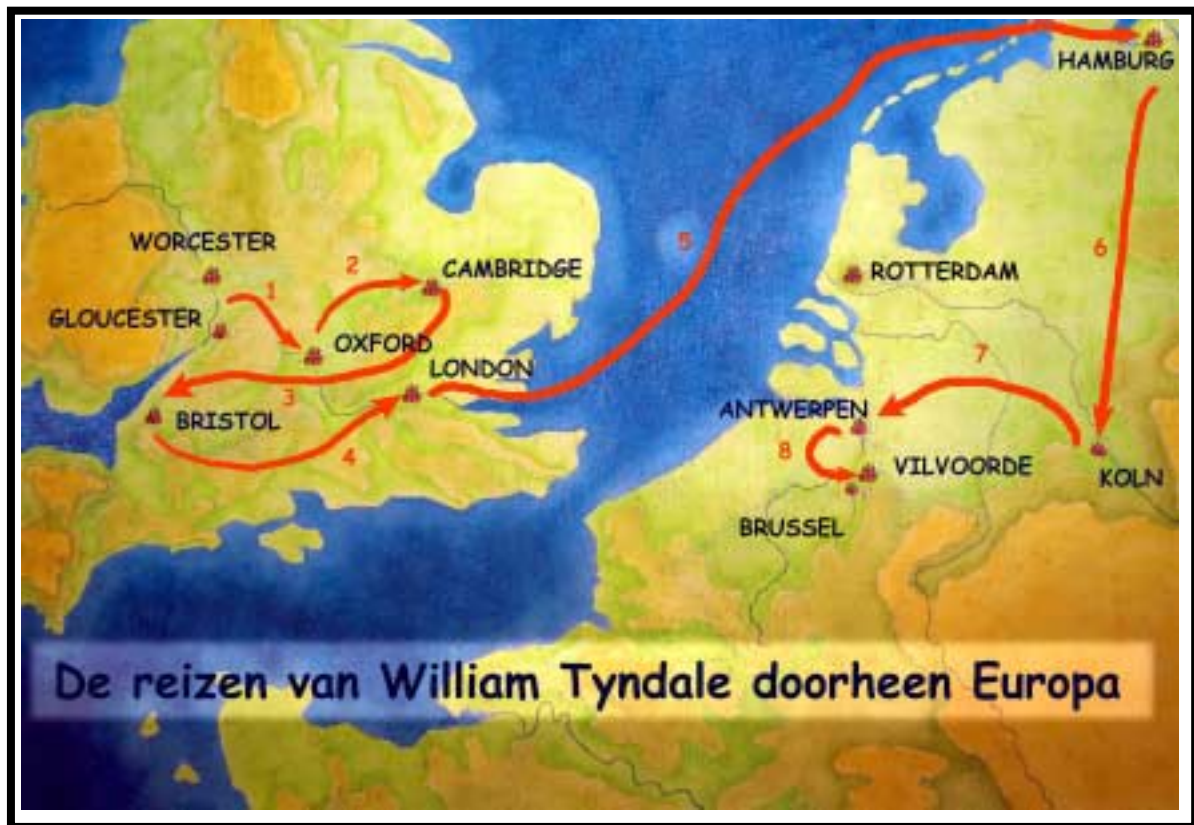 HAMBURG
WORCESTER
2
CAMBRIDGE
5
6
ROTTERDAM
1
GLOUCESTER
OXFORD
7
LONDON
3
BRISTOL
ANTWERPEN
4
8
VILVOORDE
KOLN
BRUSSEL
De reizen van William Tyndale doorheen Europa